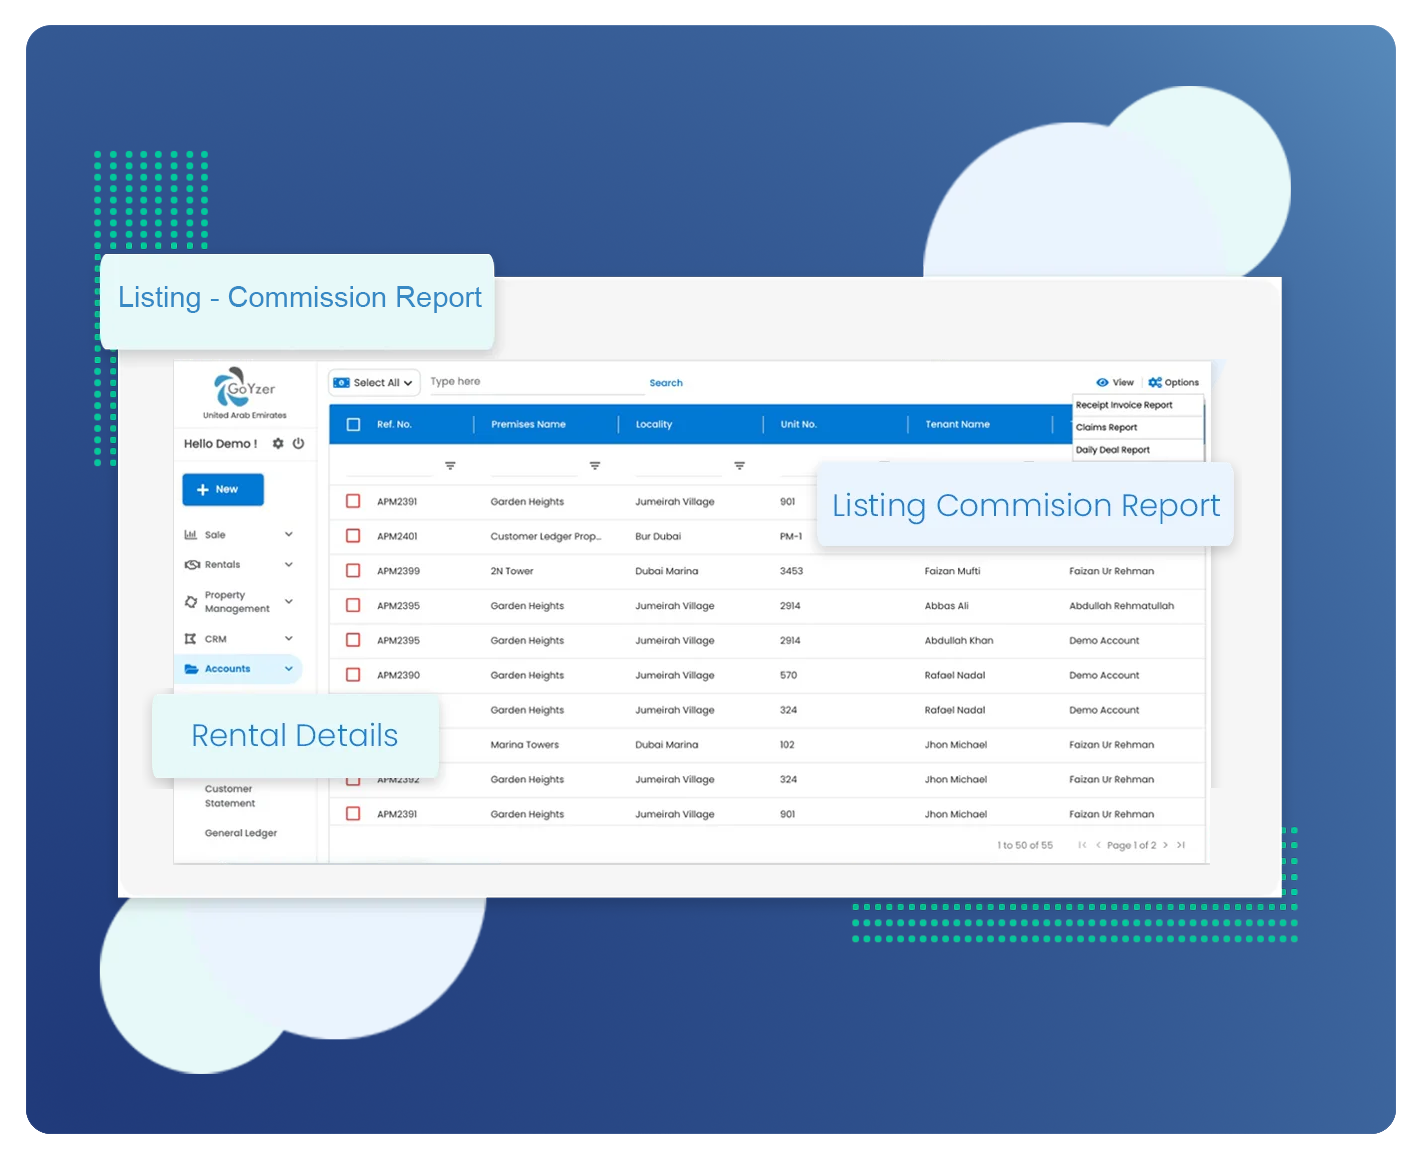 Listing - Commission Report
GoYzer
United Arab Emirates
Hello Demo !
New
Sale
Rentals
Property
Management
CRM
Accounts
Rental Details
Customer
Statement
General Ledger
Select All Type here Search View Options
Receipt Invoice Report
Claims Report
Daily Deal Report
Listing Commision Report
Ref. No. Premises Name Locality Unit No. Tenant Name
APM2391 Garden Heights Jumeirah Village 901
APM2401 Customer Ledger Prop... Bur Dubai PM-1
APM2399 2N Tower Dubai Marina 3453 Faizan Mufti Faizan Ur Rehman
APM2395 Garden Heights Jumeirah Village 2914 Abbas Ali Abdullah Rehmatullah
APM2395 Garden Heights Jumeirah Village 2914 Abdullah Khan Demo Account
APM2390 Garden Heights Jumeirah Village 570 Rafael Nadal Demo Account
Garden Heights Jumeirah Village 324 Rafael Nadal Demo Account
Marina Towers Dubai Marina 102 Jhon Michael Faizan Ur Rehman
APM2392 Garden Heights Jumeirah Village 324 Jhon Michael Faizan Ur Rehman
APM2391 Garden Heights Jumeirah Village 901 Jhon Michael Faizan Ur Rehman
1 to 50 of 55 Page 1 of 2